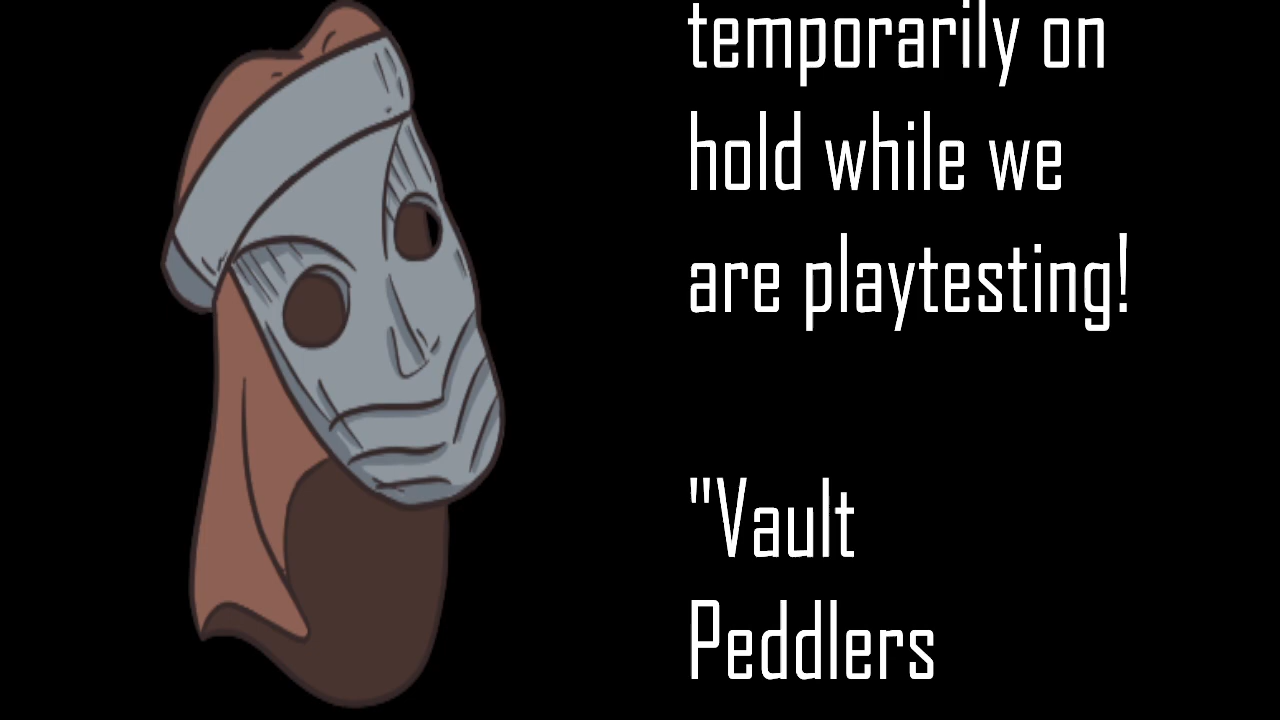 temporarily on
hold while we
are playtesting!
"Vault
Peddlers